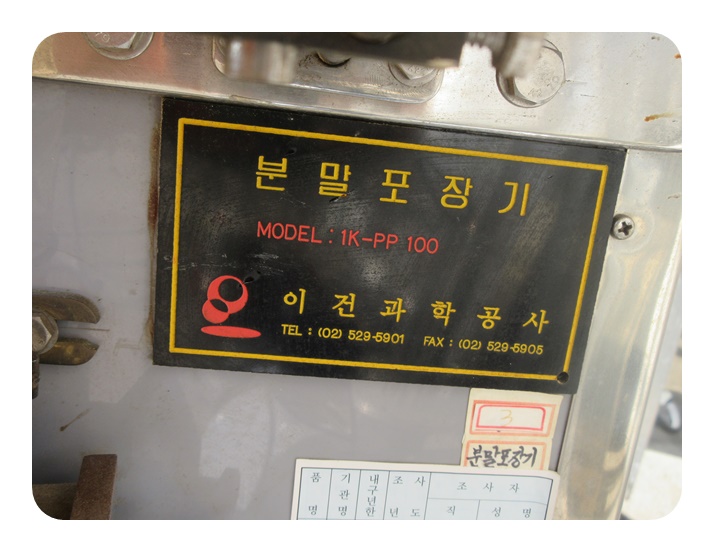 분말포장기
MODEL : 1K-PP 100
이건과학공사
TEL : (02) 529-5901 FAX : (02) 529-5905
3
분말포장기
품명 기관명 내구년한 조사년도 조사자
직 성명